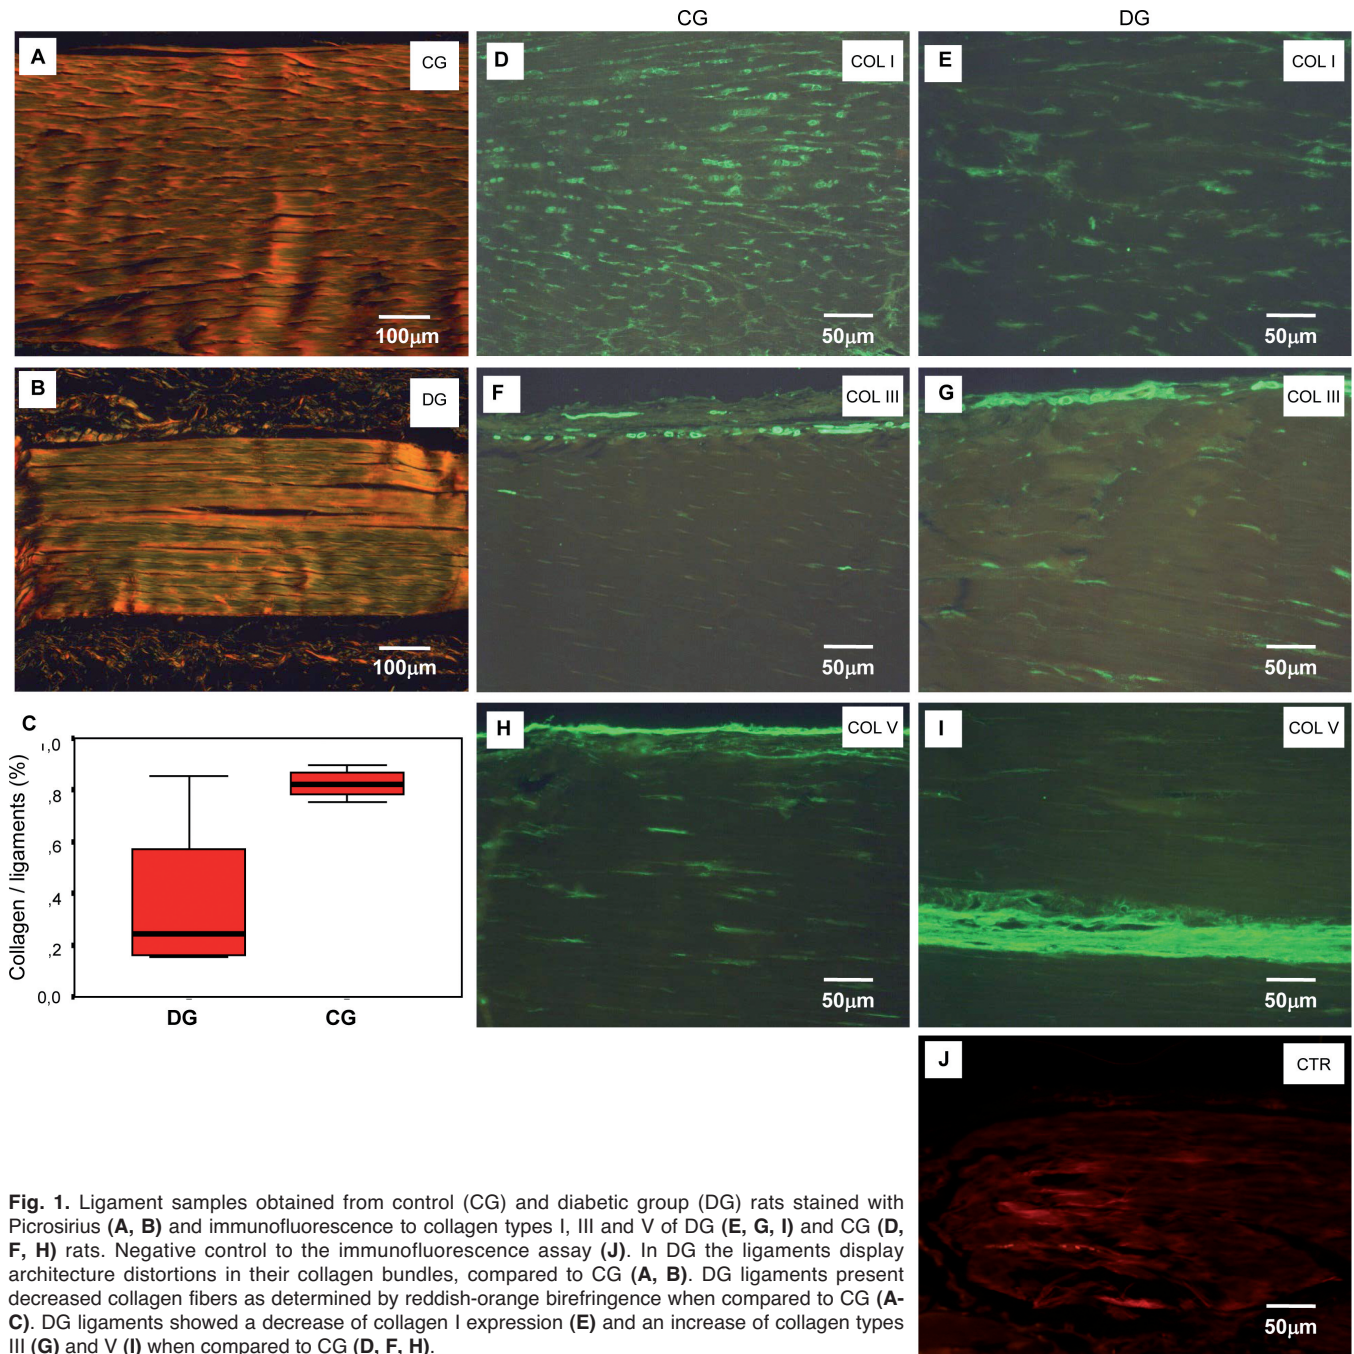 CG
DG
A
CG
D
COL I
E
COL I
100µm
50µm
50µm
B
DG
F
COL III
G
COL III
100µm
50µm
50µm
C
Collagen / ligaments (%)
,0
,8
,6
,4
,2
0,0
DG
CG
H
COL V
I
COL V
50µm
50µm
J
CTR
50µm
Fig. 1. Ligament samples obtained from control (CG) and diabetic group (DG) rats stained with
Picrosirius (A, B) and immunofluorescence to collagen types I, III and V of DG (E, G, I) and CG (D,
F, H) rats. Negative control to the immunofluorescence assay (J). In DG the ligaments display
architecture distortions in their collagen bundles, compared to CG (A, B). DG ligaments present
decreased collagen fibers as determined by reddish-orange birefringence when compared to CG (A-
C). DG ligaments showed a decrease of collagen I expression (E) and an increase of collagen types
III (G) and V (I) when compared to CG (D, F, H).